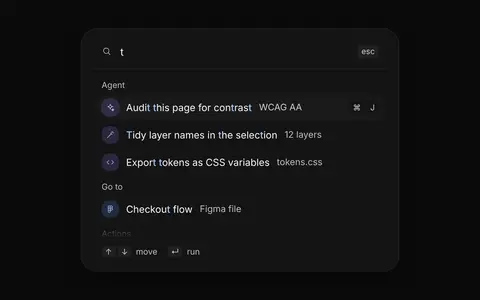 t esc
Agent
Audit this page for contrast WCAG AA ⌘ J
Tidy layer names in the selection 12 layers
Export tokens as CSS variables tokens.css
Go to
Checkout flow Figma file
Actions
↑ ↓ move ↵ run